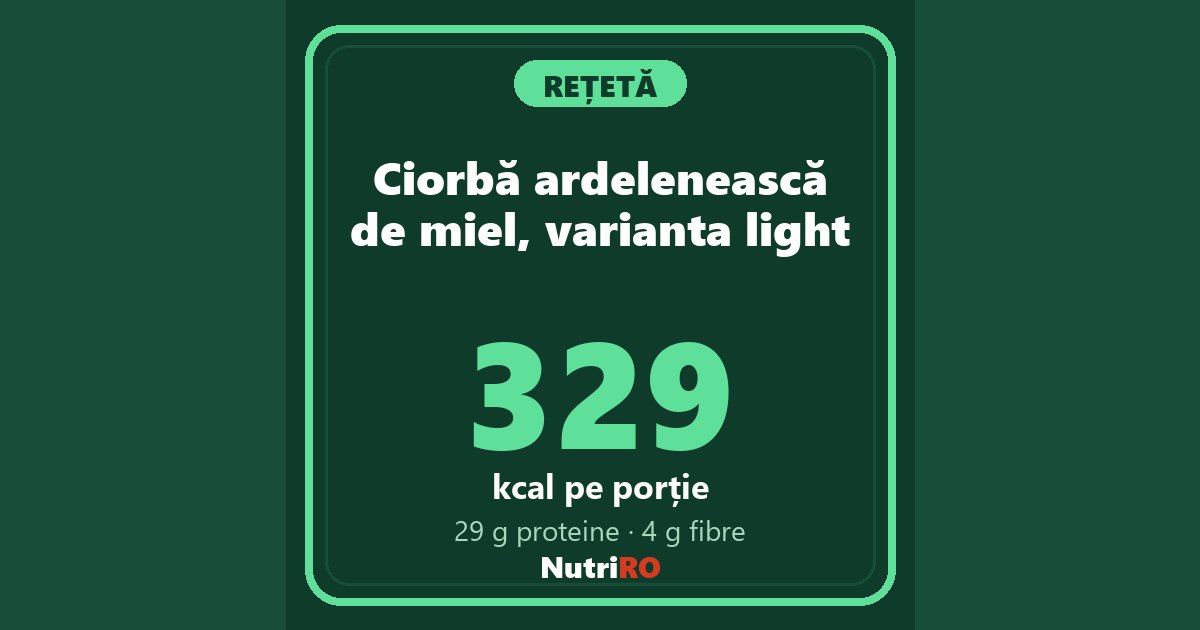 REȚETĂ
Ciorbă ardelenească
de miel, varianta light
329
kcal pe porție
29 g proteine · 4 g fibre
NutriRO